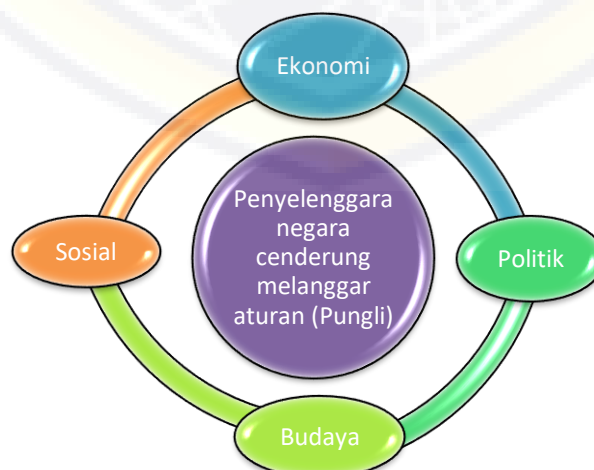 Ekonomi
Penyelenggara
negara
cenderung
melanggar
aturan (Pungli)
Sosial
Politik
Budaya